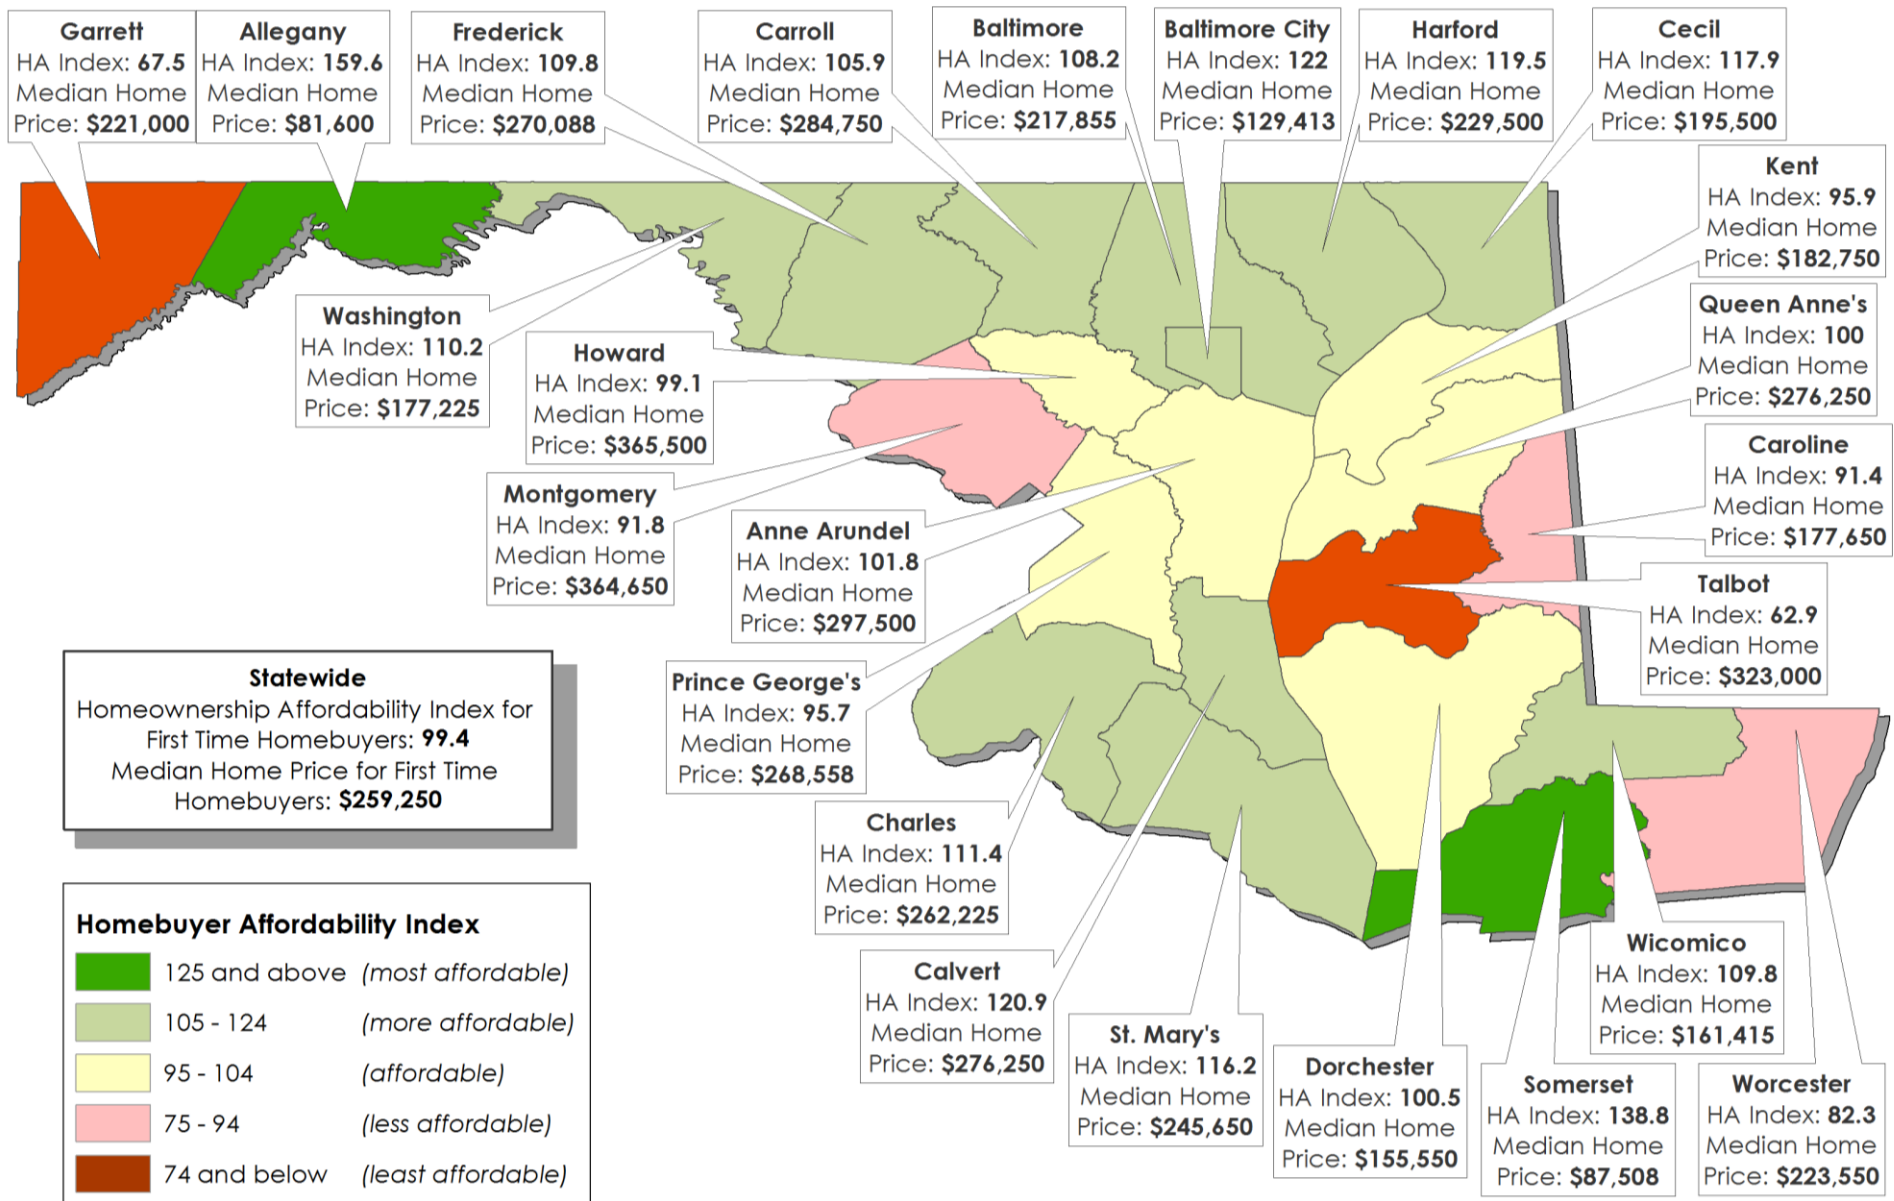 Garrett
HA Index: 67.5
Median Home
Price: $221,000
Allegany
HA Index: 159.6
Median Home
Price: $81,600
Frederick
HA Index: 109.8
Median Home
Price: $270,088
Carroll
HA Index: 105.9
Median Home
Price: $284,750
Baltimore
HA Index: 108.2
Median Home
Price: $217,855
Baltimore City
HA Index: 122
Median Home
Price: $129,413
Harford
HA Index: 119.5
Median Home
Price: $229,500
Cecil
HA Index: 117.9
Median Home
Price: $195,500
Kent
HA Index: 95.9
Median Home
Price: $182,750
Queen Anne's
HA Index: 100
Median Home
Price: $276,250
Washington
HA Index: 110.2
Median Home
Price: $177,225
Howard
HA Index: 99.1
Median Home
Price: $365,500
Caroline
HA Index: 91.4
Median Home
Price: $177,650
Montgomery
HA Index: 91.8
Median Home
Price: $364,650
Anne Arundel
HA Index: 101.8
Median Home
Price: $297,500
Talbot
HA Index: 62.9
Median Home
Price: $323,000
Statewide
Homeownership Affordability Index for
First Time Homebuyers: 99.4
Median Home Price for First Time
Homebuyers: $259,250
Prince George's
HA Index: 95.7
Median Home
Price: $268,558
Charles
HA Index: 111.4
Median Home
Price: $262,225
Calvert
HA Index: 120.9
Median Home
Price: $276,250
St. Mary's
HA Index: 116.2
Median Home
Price: $245,650
Dorchester
HA Index: 100.5
Median Home
Price: $155,550
Wicomico
HA Index: 109.8
Median Home
Price: $161,415
Somerset
HA Index: 138.8
Median Home
Price: $87,508
Worcester
HA Index: 82.3
Median Home
Price: $223,550
Homebuyer Affordability Index
125 and above (most affordable)
105 - 124 (more affordable)
95 - 104 (affordable)
75 - 94 (less affordable)
74 and below (least affordable)